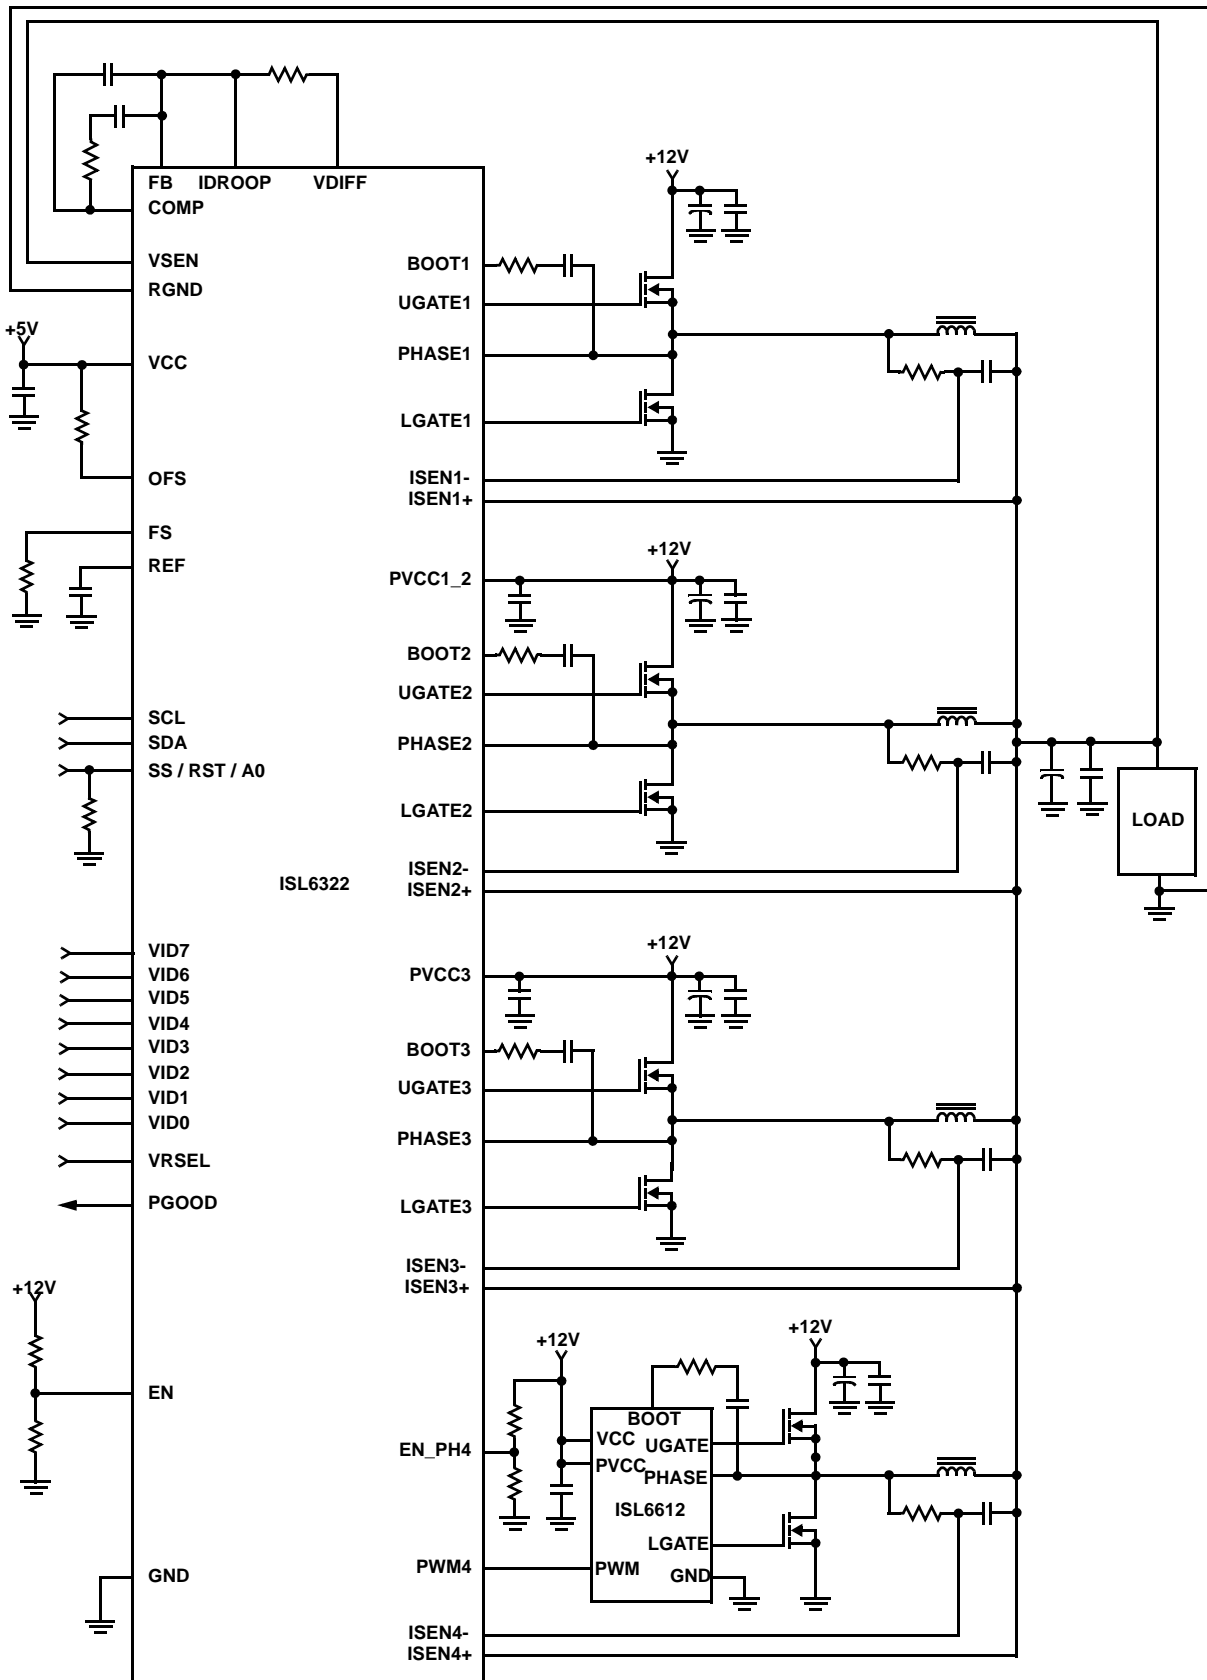 +12V
FB IDROOP VDIFF
COMP
VSEN
RGND
+5V
VCC
OFS
FS
REF
SCL
SDA
SS / RST / A0
ISL6322
VID7
VID6
VID5
VID4
VID3
VID2
VID1
VID0
VRSEL
PGOOD
+12V
EN
GND
BOOT1
UGATE1
PHASE1
LGATE1
ISEN1-
ISEN1+
+12V
PVCC1_2
BOOT2
UGATE2
PHASE2
LGATE2
ISEN2-
ISEN2+
LOAD
+12V
PVCC3
BOOT3
UGATE3
PHASE3
LGATE3
ISEN3-
ISEN3+
+12V
+12V
EN_PH4
BOOT
VCC
UGATE
PVCC
PHASE
ISL6612
LGATE
PWM4
PWM
GND
ISEN4-
ISEN4+